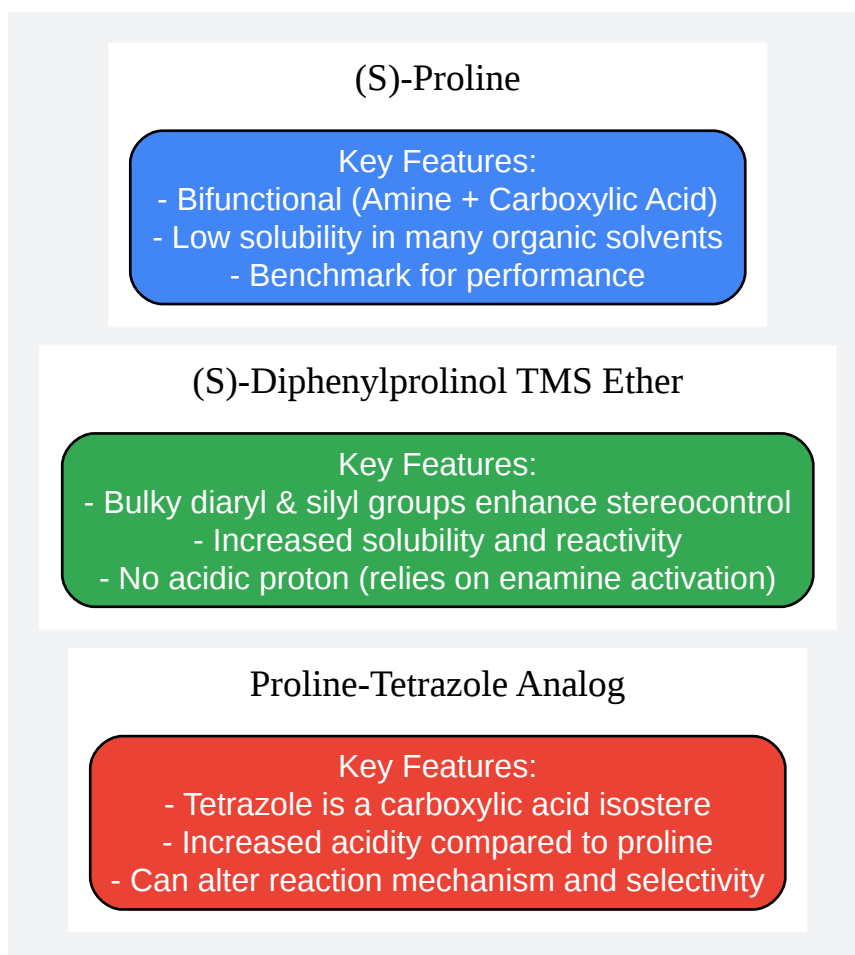 (S)-Proline
Key Features:
- Bifunctional (Amine + Carboxylic Acid)
- Low solubility in many organic solvents
- Benchmark for performance
(S)-Diphenylprolinol TMS Ether
Key Features:
- Bulky diaryl & silyl groups enhance stereocontrol
- Increased solubility and reactivity
- No acidic proton (relies on enamine activation)
Proline-Tetrazole Analog
Key Features:
- Tetrazole is a carboxylic acid isostere
- Increased acidity compared to proline
- Can alter reaction mechanism and selectivity